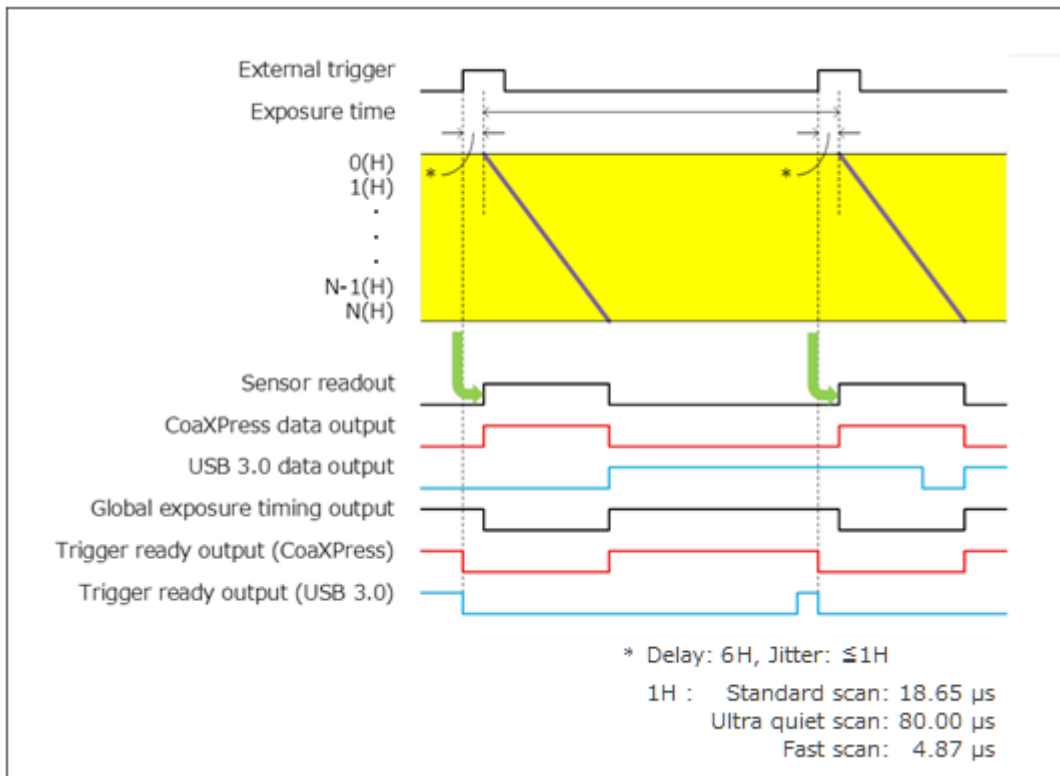 External trigger
Exposure time
*
*
0(H)
1(H)
.
.
.
N-1(H)
N(H)
Sensor readout
CoaXPress data output
USB 3.0 data output
Global exposure timing output
Trigger ready output (CoaXPress)
Trigger ready output (USB 3.0)
* Delay: 6H, Jitter: ≦1H
1H : Standard scan: 18.65 µs
Ultra quiet scan: 80.00 µs
Fast scan: 4.87 µs